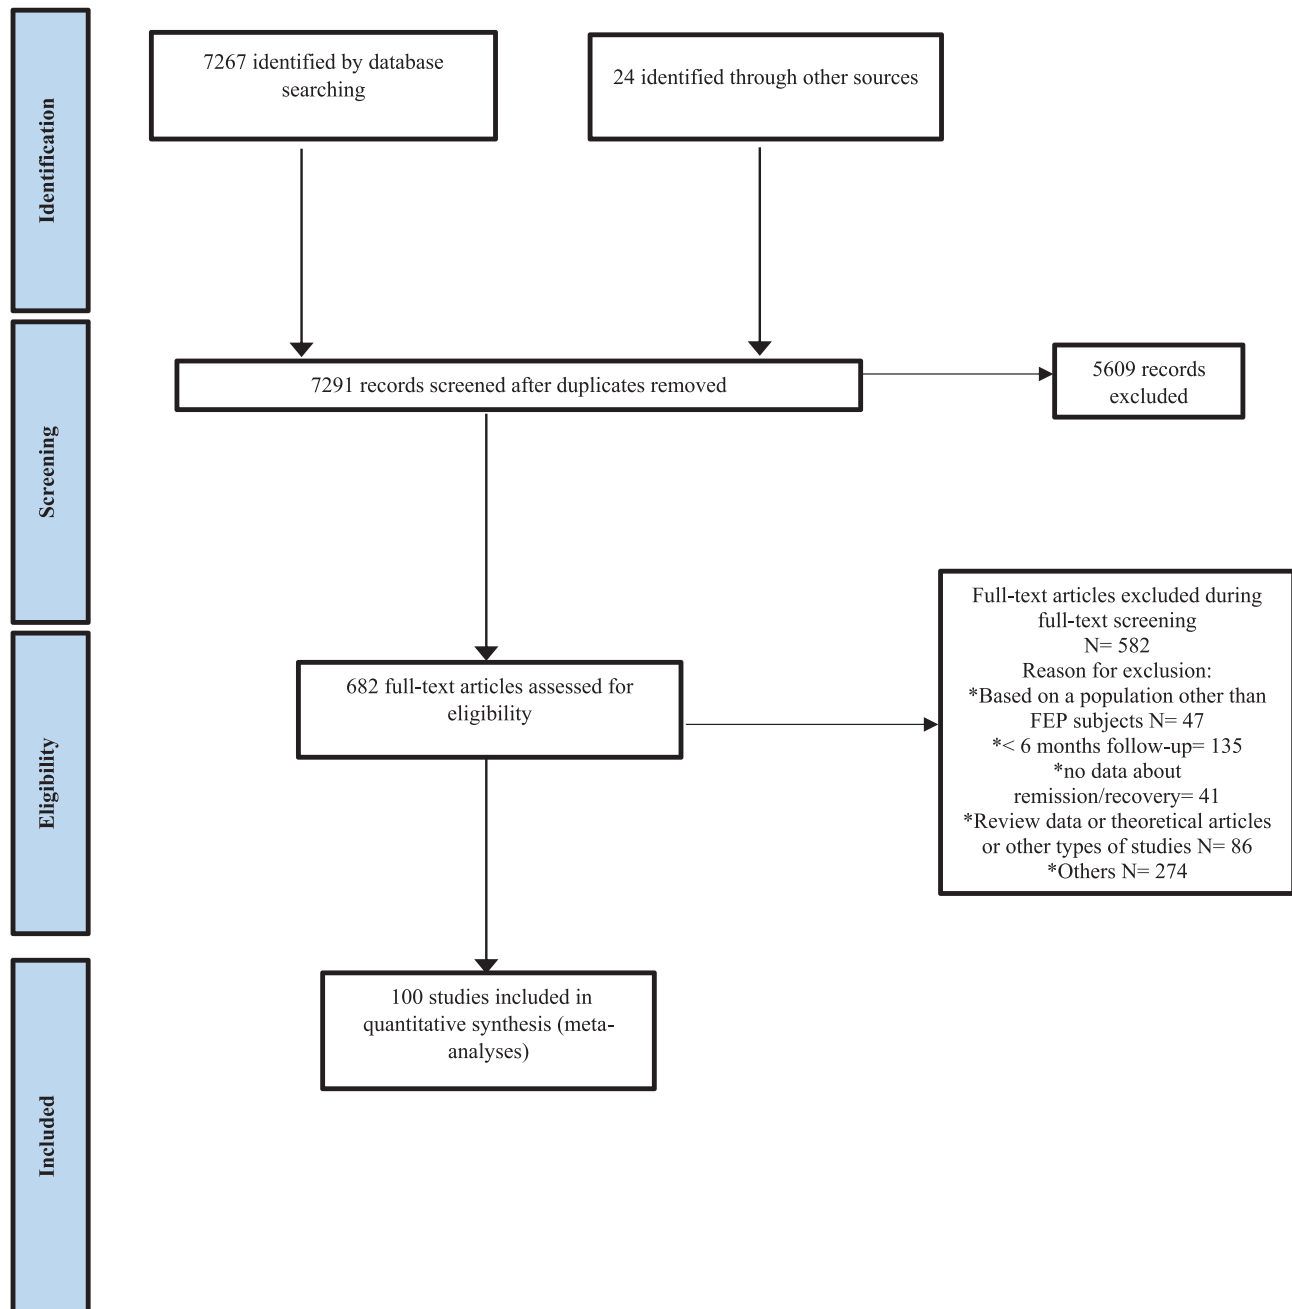 Identification
7267 identified by database
searching
24 identified through other sources
Screening
7291 records screened after duplicates removed
5609 records
excluded
Eligibility
682 full-text articles assessed for
eligibility
Full-text articles excluded during
full-text screening
N= 582
Reason for exclusion:
*Based on a population other than
FEP subjects N= 47
*< 6 months follow-up= 135
*no data about
remission/recovery= 41
*Review data or theoretical articles
or other types of studies N= 86
*Others N= 274
Included
100 studies included in
quantitative synthesis (meta-
analyses)